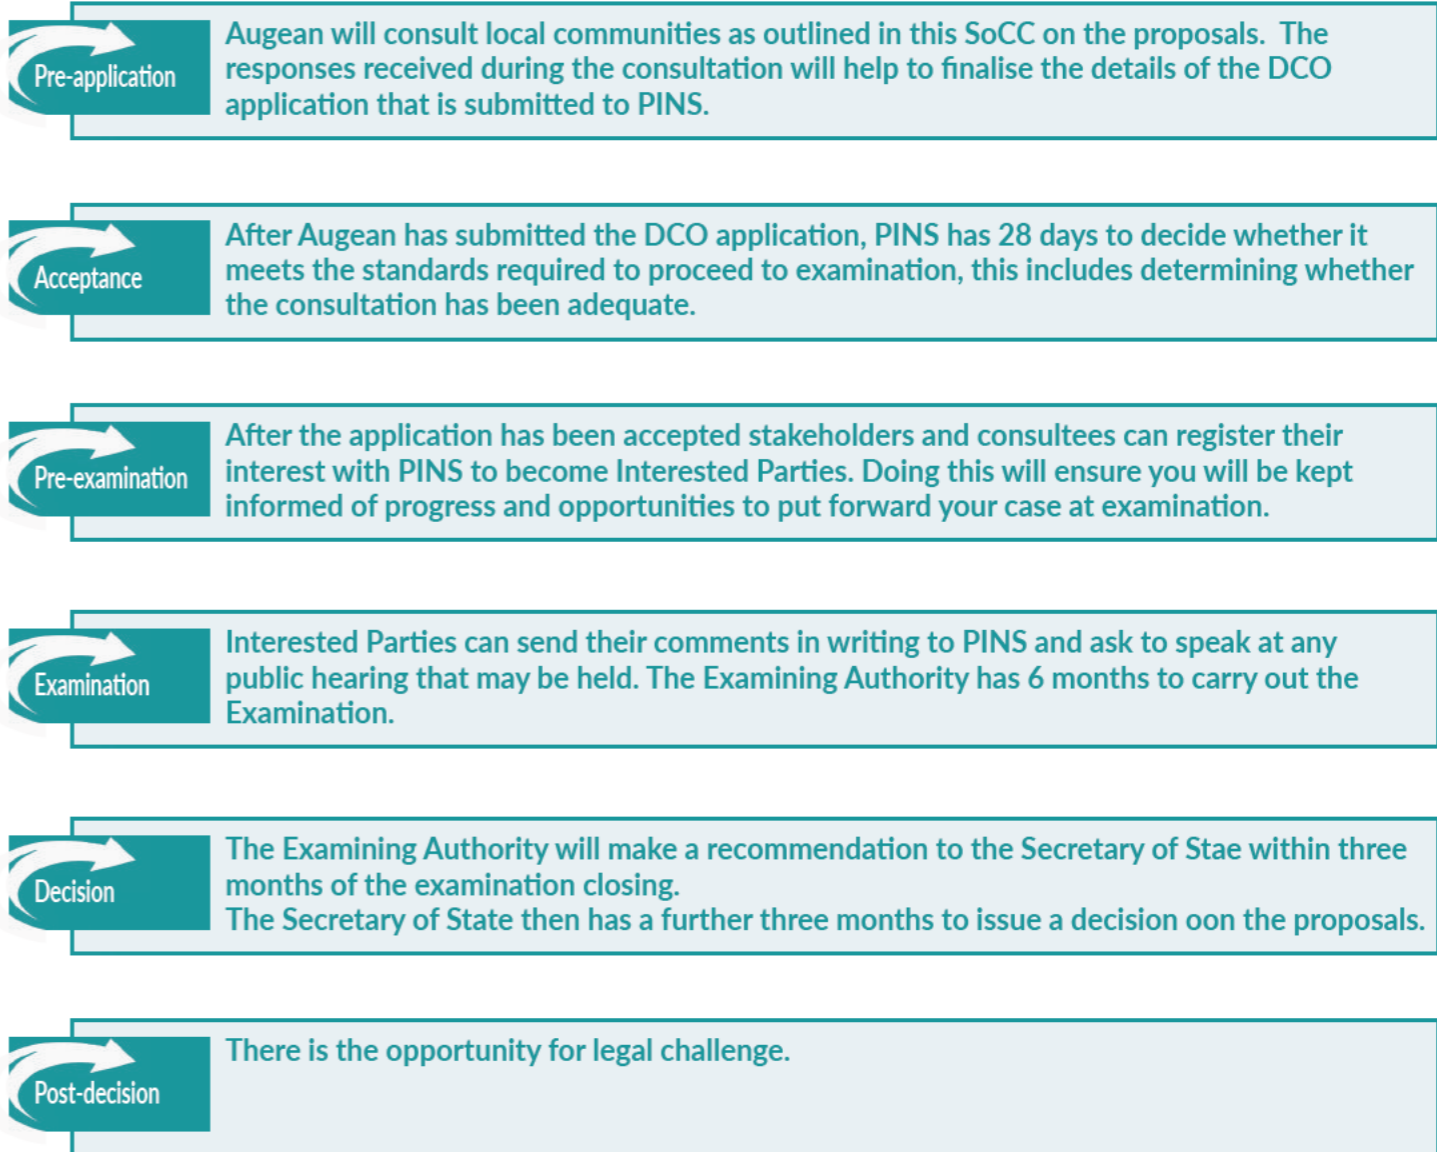 Pre-application
Augean will consult local communities as outlined in this SoCC on the proposals.  The
responses received during the consultation will help to finalise the details of the DCO
application that is submitted to PINS.
Acceptance
After Augean has submitted the DCO application, PINS has 28 days to decide whether it
meets the standards required to proceed to examination, this includes determining whether
the consultation has been adequate.
Pre-examination
After the application has been accepted stakeholders and consultees can register their
interest with PINS to become Interested Parties. Doing this will ensure you will be kept
informed of progress and opportunities to put forward your case at examination.
Examination
Interested Parties can send their comments in writing to PINS and ask to speak at any
public hearing that may be held. The Examining Authority has 6 months to carry out the
Examination.
Decision
The Examining Authority will make a recommendation to the Secretary of Stae within three
months of the examination closing.
The Secretary of State then has a further three months to issue a decision oon the proposals.
Post-decision
There is the opportunity for legal challenge.